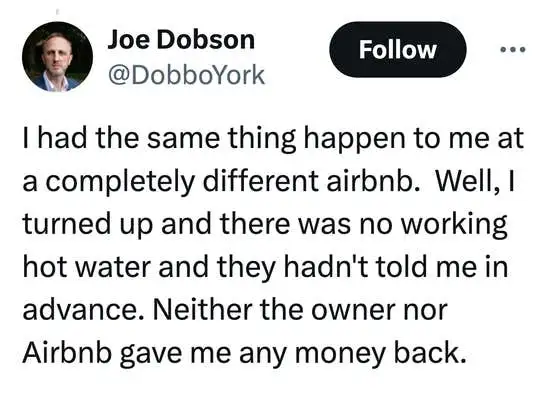 Joe Dobson
Follow
@DobboYork
I had the same thing happen to me at
a completely different airbnb.  Well, I
turned up and there was no working
hot water and they hadn't told me in
advance. Neither the owner nor
Airbnb gave me any money back.